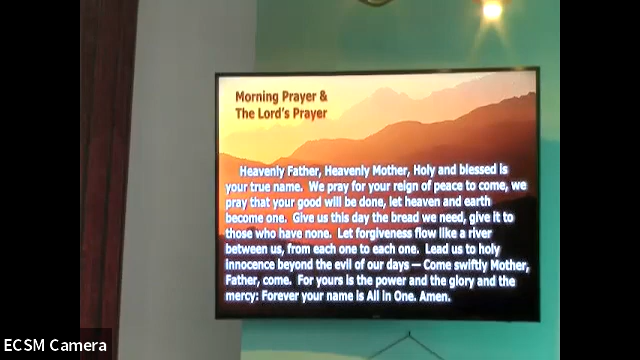 Morning Prayer &
The Lord's Prayer
Heavenly Father, Heavenly Mother, Holy and blessed is
your true name. We pray for your reign of peace to come, we
pray that your good will be done, let heaven and earth
become one. Give us this day the bread we need, give it to
those who have none. Let forgiveness flow like a river
between us, from each one to each one. Lead us to holy
innocence beyond the evil of our days — Come swiftly Mother,
Father, come. For yours is the power and the glory and the
mercy: Forever your name is All in One. Amen.
ECSM Camera